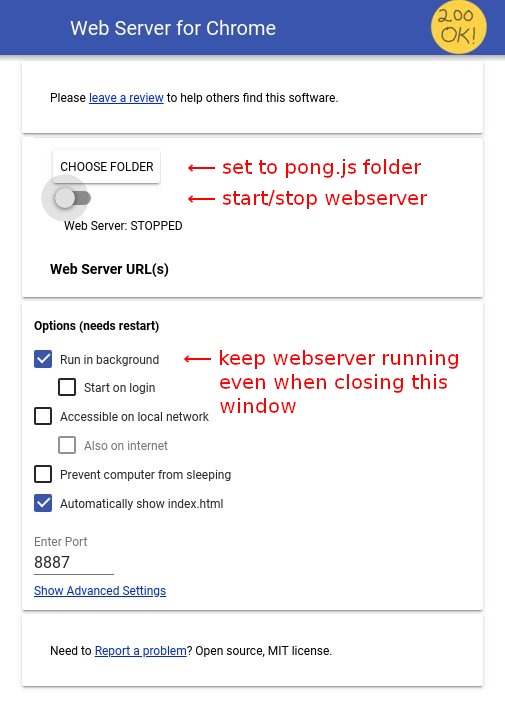 Web Server for Chrome
200
OK!
Please leave a review to help others find this software.
CHOOSE FOLDER
← set to pong.js folder
← start/stop webserver
Web Server: STOPPED
Web Server URL(s)
Options (needs restart)
Run in background
← keep webserver running
even when closing this
window
Start on login
Accessible on local network
Also on internet
Prevent computer from sleeping
Automatically show index.html
Enter Port
8887
Show Advanced Settings
Need to Report a problem? Open source, MIT license.